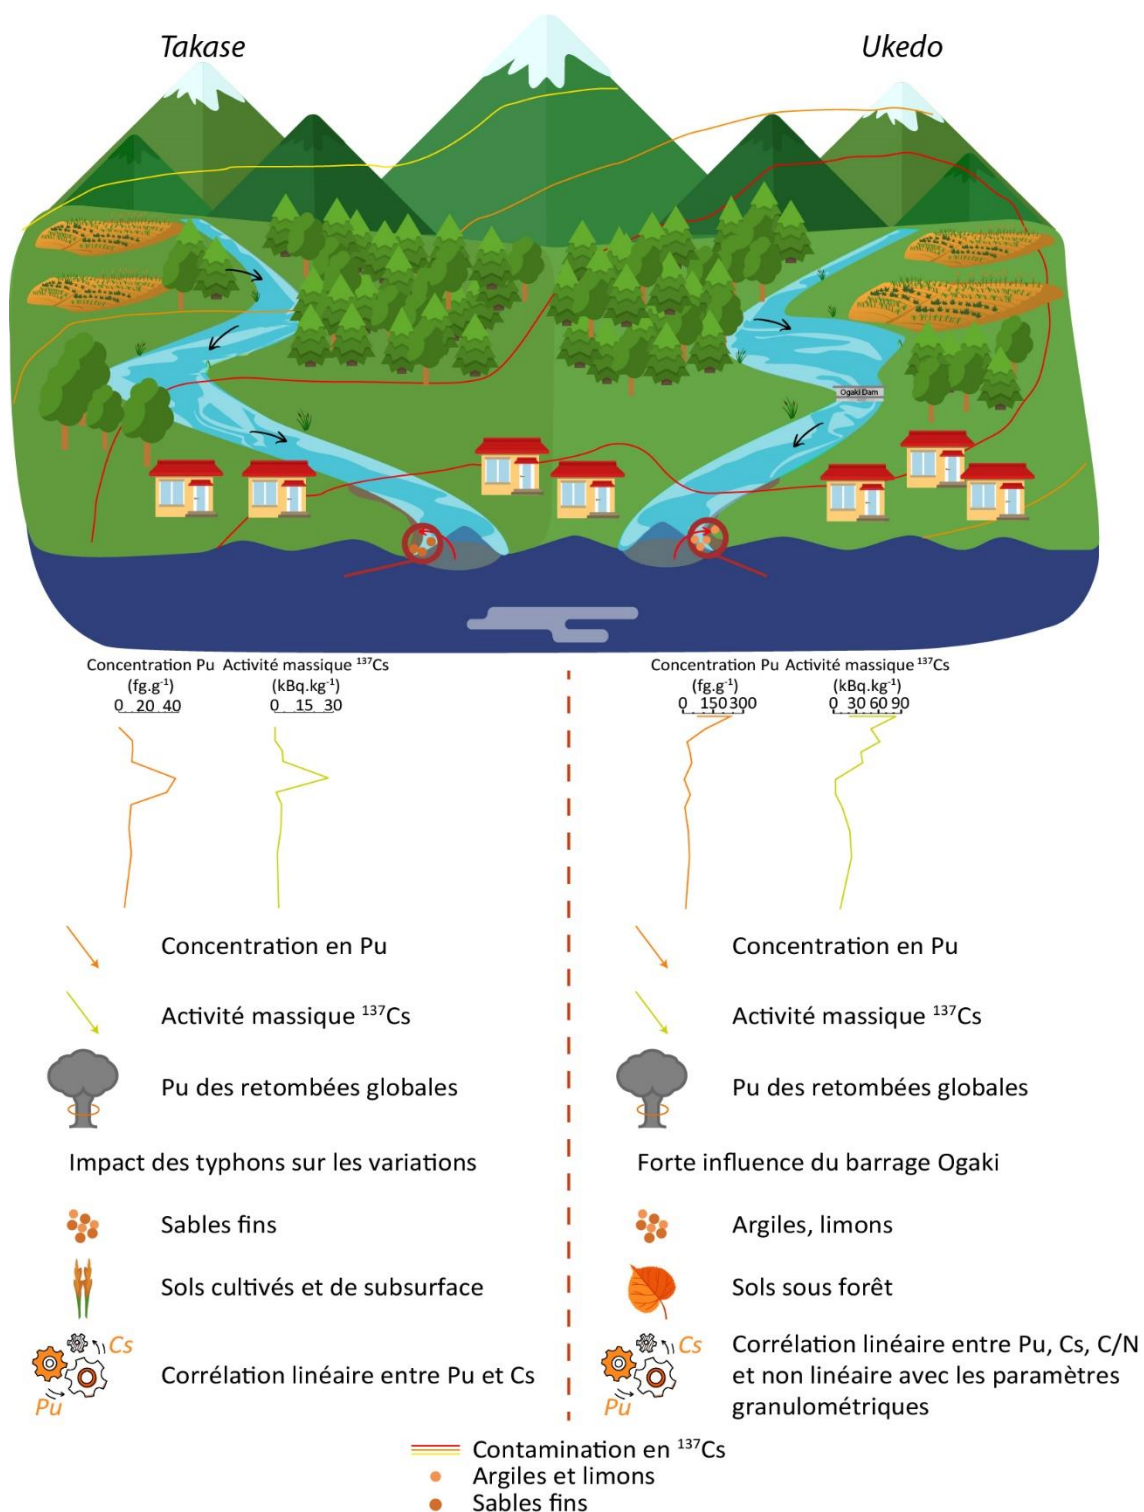 Takase
Ukedo
Ogaki Dam
Concentration Pu Activité massique ¹³⁷Cs
(fg.g⁻¹) (kBq.kg⁻¹)
0 20 40 0 15 30
Concentration Pu Activité massique ¹³⁷Cs
(fg.g⁻¹) (kBq.kg⁻¹)
0 150 300 0 30 60 90
Concentration en Pu
Activité massique ¹³⁷Cs
Pu des retombées globales
Impact des typhons sur les variations
Sables fins
Sols cultivés et de subsurface
Cs
Pu
Corrélation linéaire entre Pu et Cs
Concentration en Pu
Activité massique ¹³⁷Cs
Pu des retombées globales
Forte influence du barrage Ogaki
Argiles, limons
Sols sous forêt
Cs
Pu
Corrélation linéaire entre Pu, Cs, C/N
et non linéaire avec les paramètres
granulométriques
Contamination en ¹³⁷Cs
Argiles et limons
Sables fins